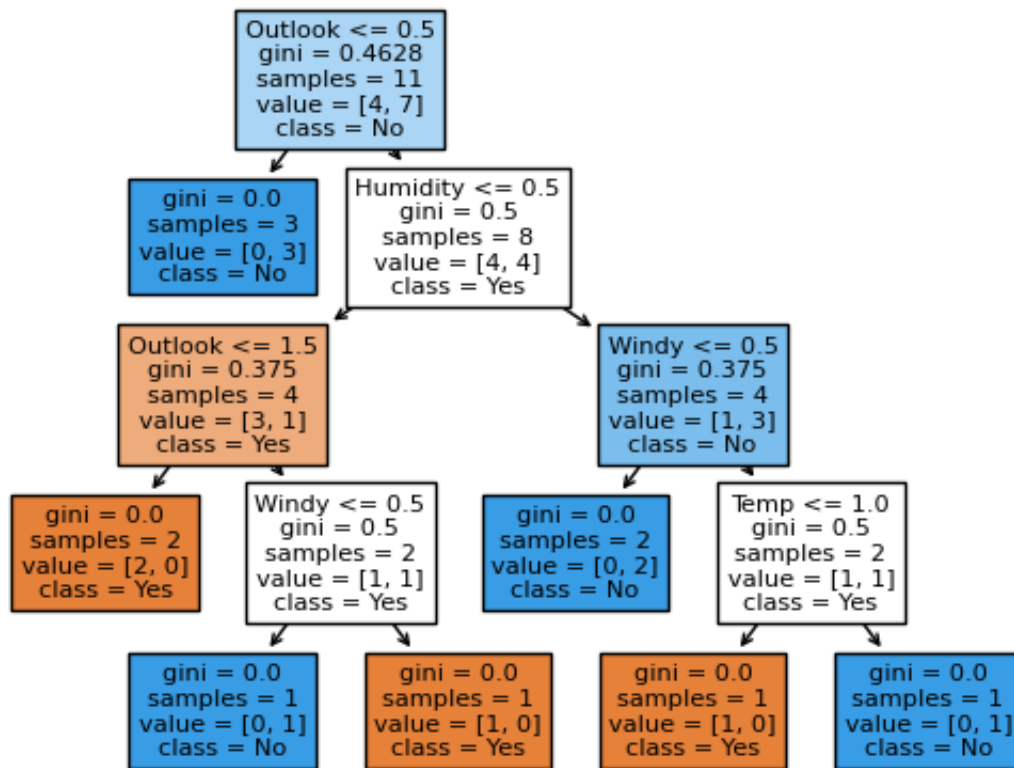 Outlook <= 0.5
gini = 0.4628
samples = 11
value = [4, 7]
class = No
gini = 0.0
samples = 3
value = [0, 3]
class = No
Humidity <= 0.5
gini = 0.5
samples = 8
value = [4, 4]
class = Yes
Outlook <= 1.5
gini = 0.375
samples = 4
value = [3, 1]
class = Yes
Windy <= 0.5
gini = 0.375
samples = 4
value = [1, 3]
class = No
gini = 0.0
samples = 2
value = [2, 0]
class = Yes
Windy <= 0.5
gini = 0.5
samples = 2
value = [1, 1]
class = Yes
gini = 0.0
samples = 2
value = [0, 2]
class = No
Temp <= 1.0
gini = 0.5
samples = 2
value = [1, 1]
class = Yes
gini = 0.0
samples = 1
value = [0, 1]
class = No
gini = 0.0
samples = 1
value = [1, 0]
class = Yes
gini = 0.0
samples = 1
value = [1, 0]
class = Yes
gini = 0.0
samples = 1
value = [0, 1]
class = No